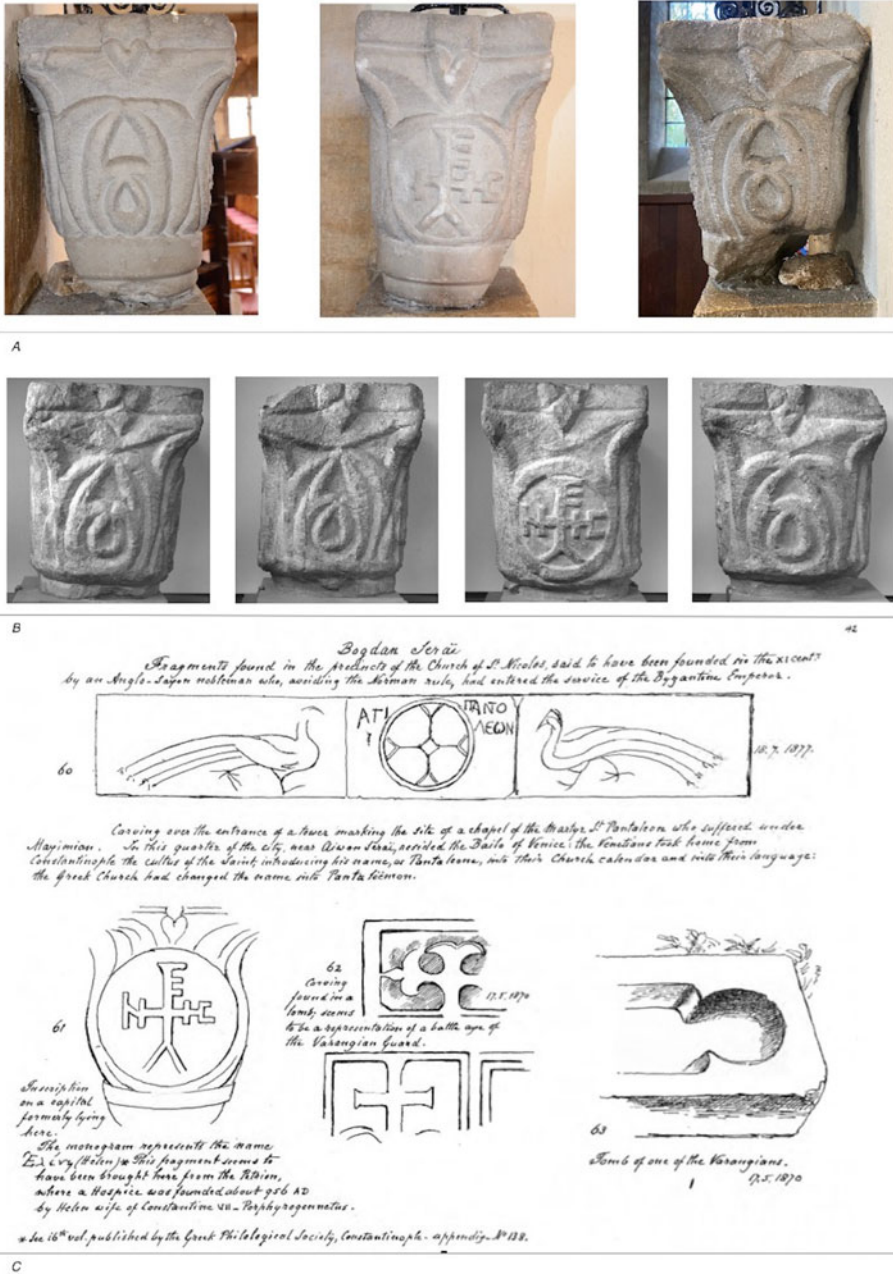 A
B
42
Bogdan Seraï
Fragments found in the precincts of the Church of St. Nicolas, said to have been founded in the XI cent.y
by an Anglo-Saxon nobleman who, avoiding the Norman rule, had entered the service of the Byzantine Emperor.
60
ΑΓΙ
ΠΑΝΤΟ
ΛΕΩΝ
18.7.1877.
Carving over the entrance of a tower marking the site of a chapel of the Martyr St Pantaleon who suffered under
Maximian. In this quarter of the city, near Aiwan Seraï, resided the Bailo of Venice: the Venetians took home from
Constantinople the cultus of the Saint, introducing his name, as Pantaleone, into their Church calendar and into their language:
the Greek Church had changed the name into Pantaleëmon.
61
Inscription
on a capital
formerly lying
here.
The monogram represents the name
Ἑλένη (Helen)* This fragment seems to
have been brought here from the Petrion,
where a Hospice was founded about 956 AD
by Helen wife of Constantine VII - Porphyrogennetus.
* See 16th vol. published by the Greek Philological Society, Constantinople - appendix - No 138.
62
Carving
found in a
tomb; seems
to be a representation of a battle axe of
the Varangian Guard.
17.5.1870
63
Tomb of one of the Varangians.
17.5.1870
C